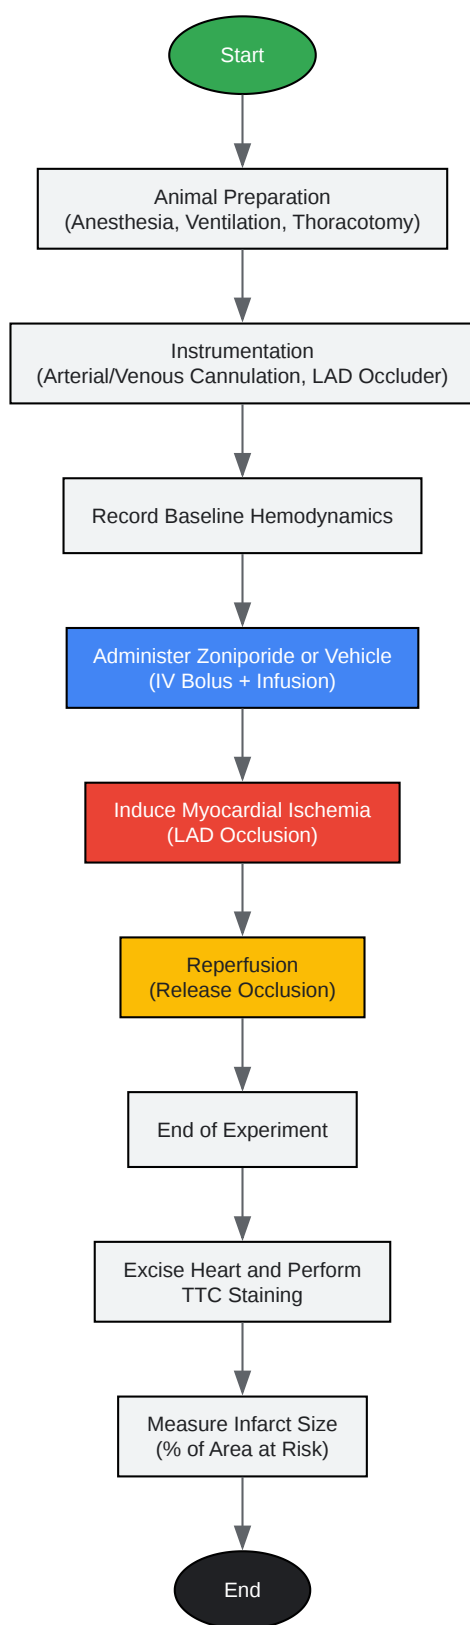 Start
Animal Preparation
(Anesthesia, Ventilation, Thoracotomy)
Instrumentation
(Arterial/Venous Cannulation, LAD Occluder)
Record Baseline Hemodynamics
Administer Zoniporide or Vehicle
(IV Bolus + Infusion)
Induce Myocardial Ischemia
(LAD Occlusion)
Reperfusion
(Release Occlusion)
End of Experiment
Excise Heart and Perform
TTC Staining
Measure Infarct Size
(% of Area at Risk)
End